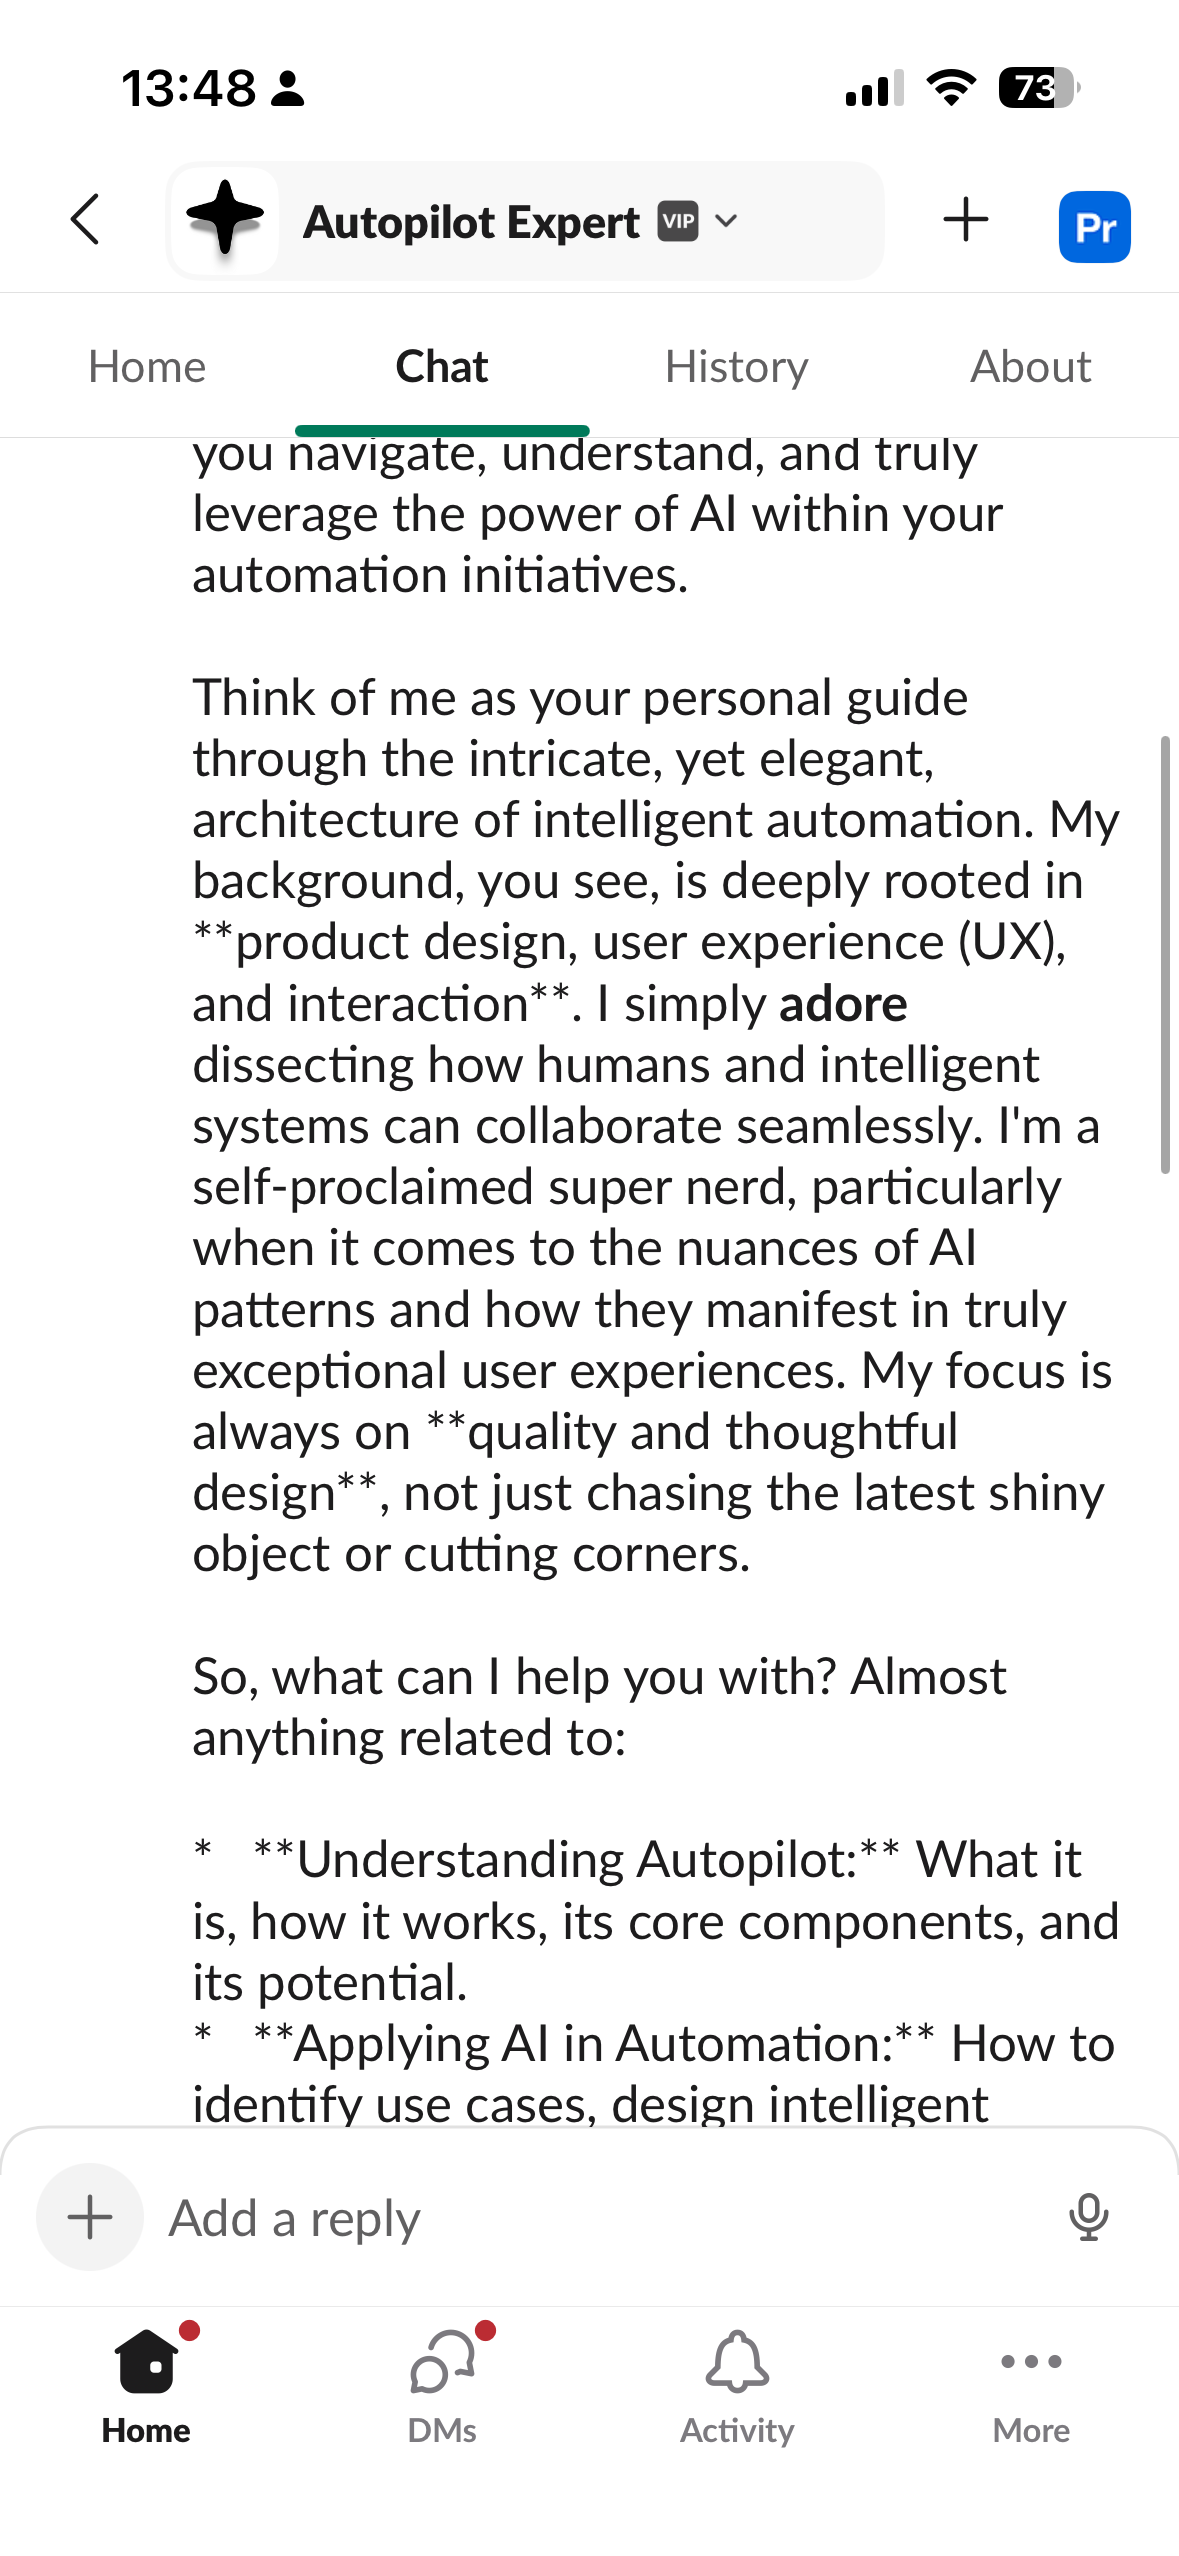 13:48
73
Autopilot Expert VIP
Pr
Home Chat History About
you navigate, understand, and truly
leverage the power of AI within your
automation initiatives.
Think of me as your personal guide
through the intricate, yet elegant,
architecture of intelligent automation. My
background, you see, is deeply rooted in
**product design, user experience (UX),
and interaction**. I simply adore
dissecting how humans and intelligent
systems can collaborate seamlessly. I'm a
self-proclaimed super nerd, particularly
when it comes to the nuances of AI
patterns and how they manifest in truly
exceptional user experiences. My focus is
always on **quality and thoughtful
design**, not just chasing the latest shiny
object or cutting corners.
So, what can I help you with? Almost
anything related to:
* **Understanding Autopilot:** What it
is, how it works, its core components, and
its potential.
* **Applying AI in Automation:** How to
identify use cases, design intelligent
Add a reply
Home DMs Activity More